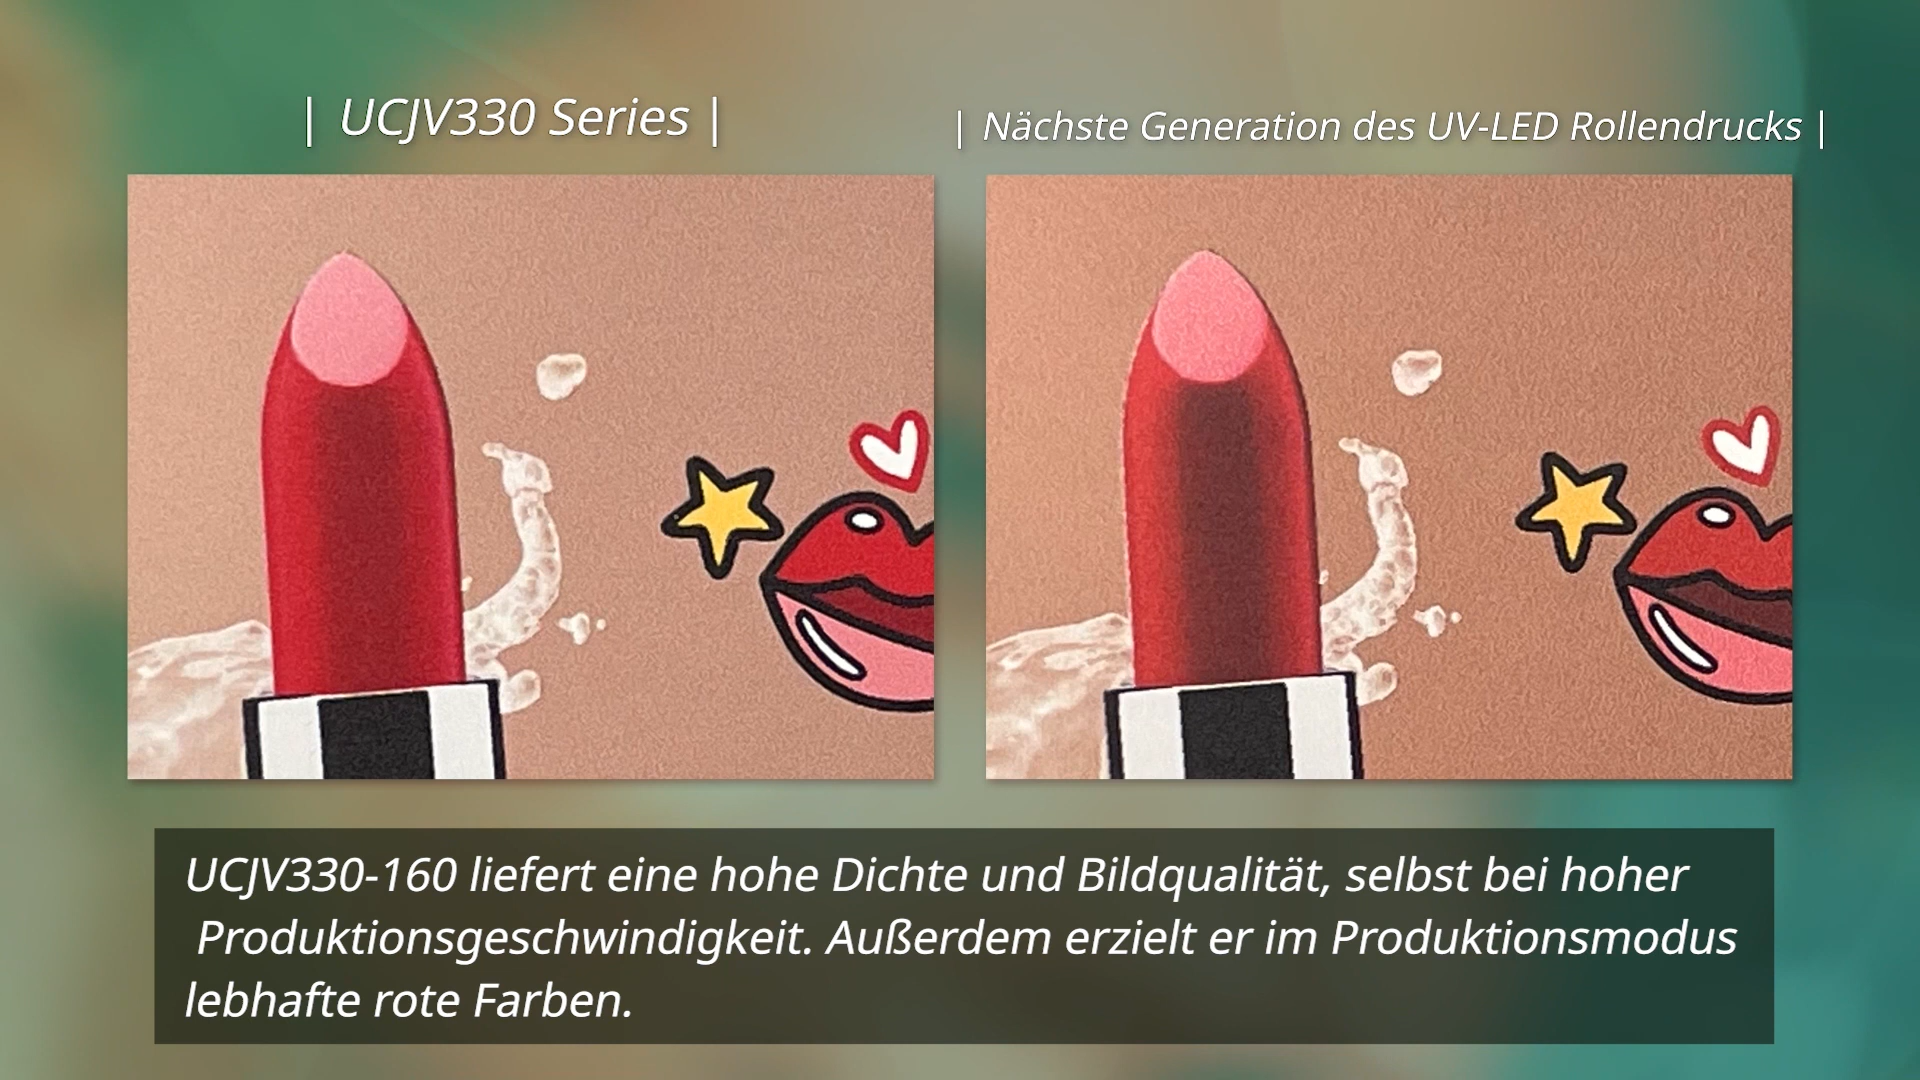 | UCJV330 Series |
| Nächste Generation des UV-LED Rollendrucks |
UCJV330-160 liefert eine hohe Dichte und Bildqualität, selbst bei hoher
Produktionsgeschwindigkeit. Außerdem erzielt er im Produktionsmodus
lebhafte rote Farben.